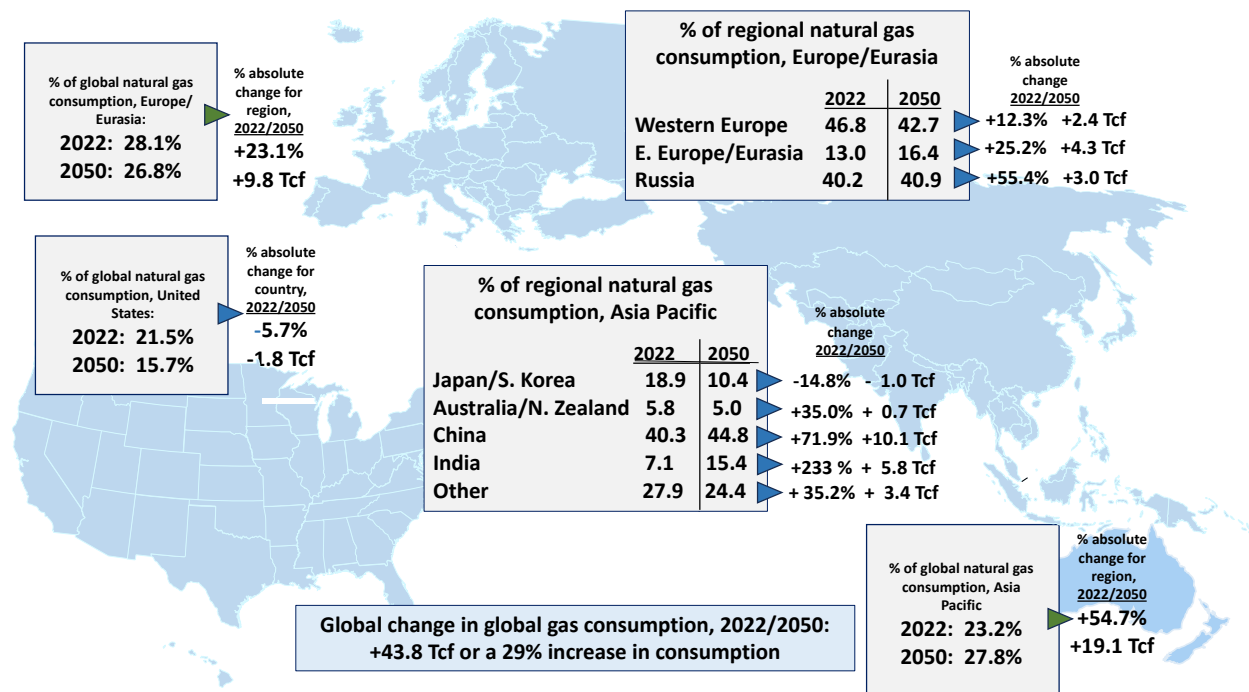 % of global natural gas
consumption, Europe/
Eurasia:
2022: 28.1%
2050: 26.8%
% absolute
change for
region,
2022/2050
+23.1%
+9.8 Tcf
% of regional natural gas
consumption, Europe/Eurasia
2022 2050
Western Europe 46.8 42.7
E. Europe/Eurasia 13.0 16.4
Russia 40.2 40.9
% absolute
change
2022/2050
+12.3% +2.4 Tcf
+25.2% +4.3 Tcf
+55.4% +3.0 Tcf
% of global natural gas
consumption, United
States:
2022: 21.5%
2050: 15.7%
% absolute
change for
country,
2022/2050
-5.7%
-1.8 Tcf
% of regional natural gas
consumption, Asia Pacific
2022 2050
Japan/S. Korea 18.9 10.4
Australia/N. Zealand 5.8 5.0
China 40.3 44.8
India 7.1 15.4
Other 27.9 24.4
% absolute
change
2022/2050
-14.8% - 1.0 Tcf
+35.0% + 0.7 Tcf
+71.9% +10.1 Tcf
+233 % + 5.8 Tcf
+ 35.2% + 3.4 Tcf
% of global natural gas
consumption, Asia
Pacific
2022: 23.2%
2050: 27.8%
% absolute
change for
region,
2022/2050
+54.7%
+19.1 Tcf
Global change in global gas consumption, 2022/2050:
+43.8 Tcf or a 29% increase in consumption